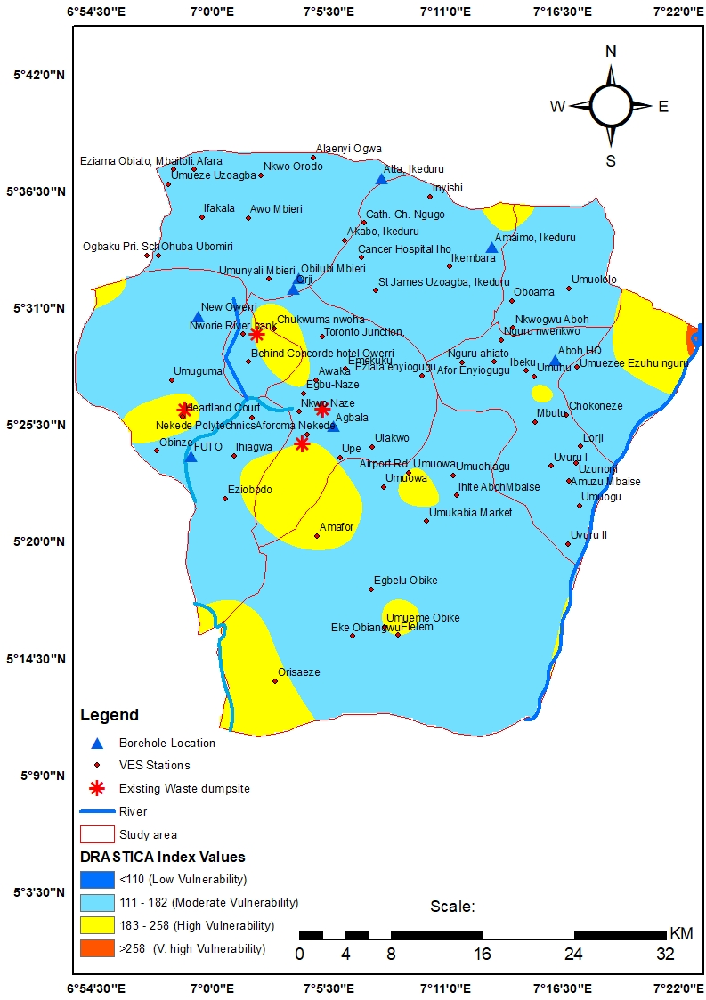 6°54'30"E 7°0'0"E 7°5'30"E 7°11'0"E 7°16'30"E 7°22'0"E
5°42'0"N
N
W E
S
Alaenyi Ogwa
Eziama Obiato, Mbaitoli Afara
Nkwo Orodo
Atta, Ikeduru
Umueze Uzoagba
5°36'30"N
Inyishi
Ifakala
Awo Mbieri
Cath. Ch. Ngugo
Akabo, Ikeduru
Amaimo, Ikeduru
Ogbaku Pri. Sch
Ohuba Ubomiri
Cancer Hospital Iho
Ikembara
Umunyali Mbieri
Obilubi Mbieri
Orji
St James Uzoagba, Ikeduru
Umuololo
Oboama
5°31'0"N
New Owerri
Chukwuma nwoha
Nkwogwu Aboh
Nworie River bank
Toronto Junction
Nguru nwenkwo
Behind Concorde hotel Owerri
Nguru-ahiato
Aboh HQ
Emekuku
Eziala enyiogugu
Afor Enyiogugu
Ibeku
Umuhu
Umuezee Ezuhu nguru
Umuguma
Awaka
Egbu-Naze
Heartland Court
Nkwo Naze
Chokoneze
Mbutu
5°25'30"N
Nekede Polytechnics
Aforoma Nekede
Agbala
Obinze
FUTO
Ihiagwa
Upe
Ulakwo
Lorji
Airport Rd. Umuowa
Umuohiagu
Uvuru I
Uzunorji
Umuowa
Ihite AbohMbaise
Amuzu Mbaise
Eziobodo
Umuogu
Umukabia Market
5°20'0"N
Amafor
Uvuru II
Egbelu Obike
Umueme Obike
Eke Obiangwu
Elelem
5°14'30"N
Orisaeze
Legend
Borehole Location
VES Stations
5°9'0"N
Existing Waste dumpsite
River
Study area
DRASTICA Index Values
<110 (Low Vulnerability)
5°3'30"N
111 - 182 (Moderate Vulnerability)
183 - 258 (High Vulnerability)
>258 (V. high Vulnerability)
Scale:
KM
0 4 8 16 24 32
6°54'30"E 7°0'0"E 7°5'30"E 7°11'0"E 7°16'30"E 7°22'0"E